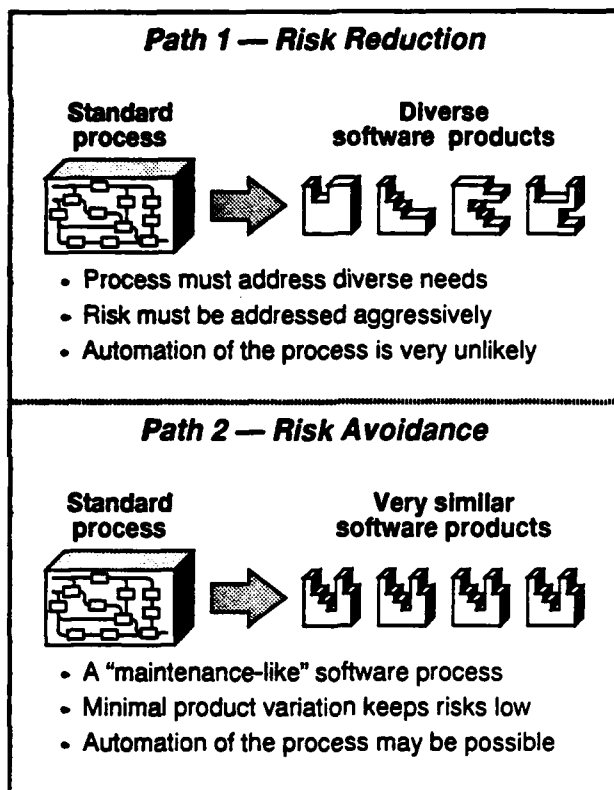 Path 1 — Risk Reduction
Standard
process
Diverse
software products
• Process must address diverse needs
• Risk must be addressed aggressively
• Automation of the process is very unlikely
Path 2 — Risk Avoidance
Standard
process
Very similar
software products
• A “maintenance-like” software process
• Minimal product variation keeps risks low
• Automation of the process may be possible